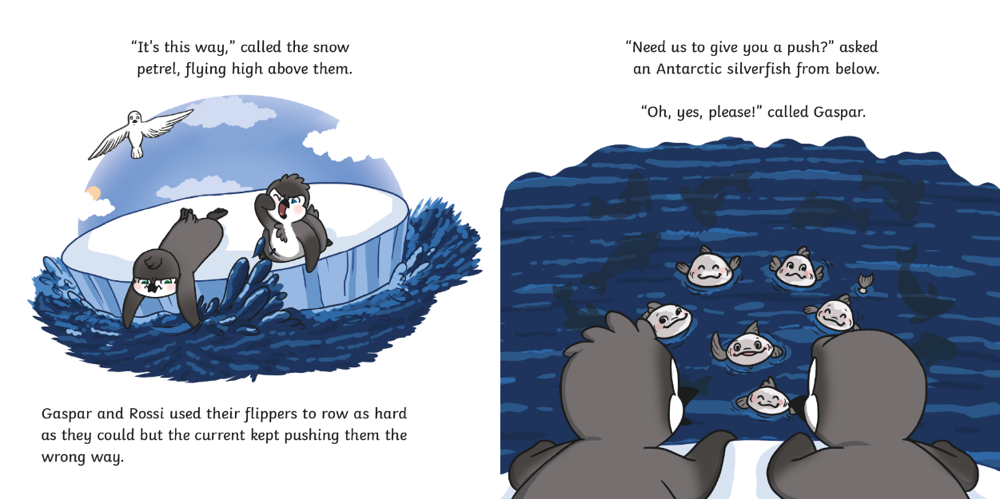 “It’s this way,” called the snow
petrel, flying high above them.
Gaspar and Rossi used their flippers to row as hard
as they could but the current kept pushing them the
wrong way.
“Need us to give you a push?” asked
an Antarctic silverfish from below.
“Oh, yes, please!” called Gaspar.